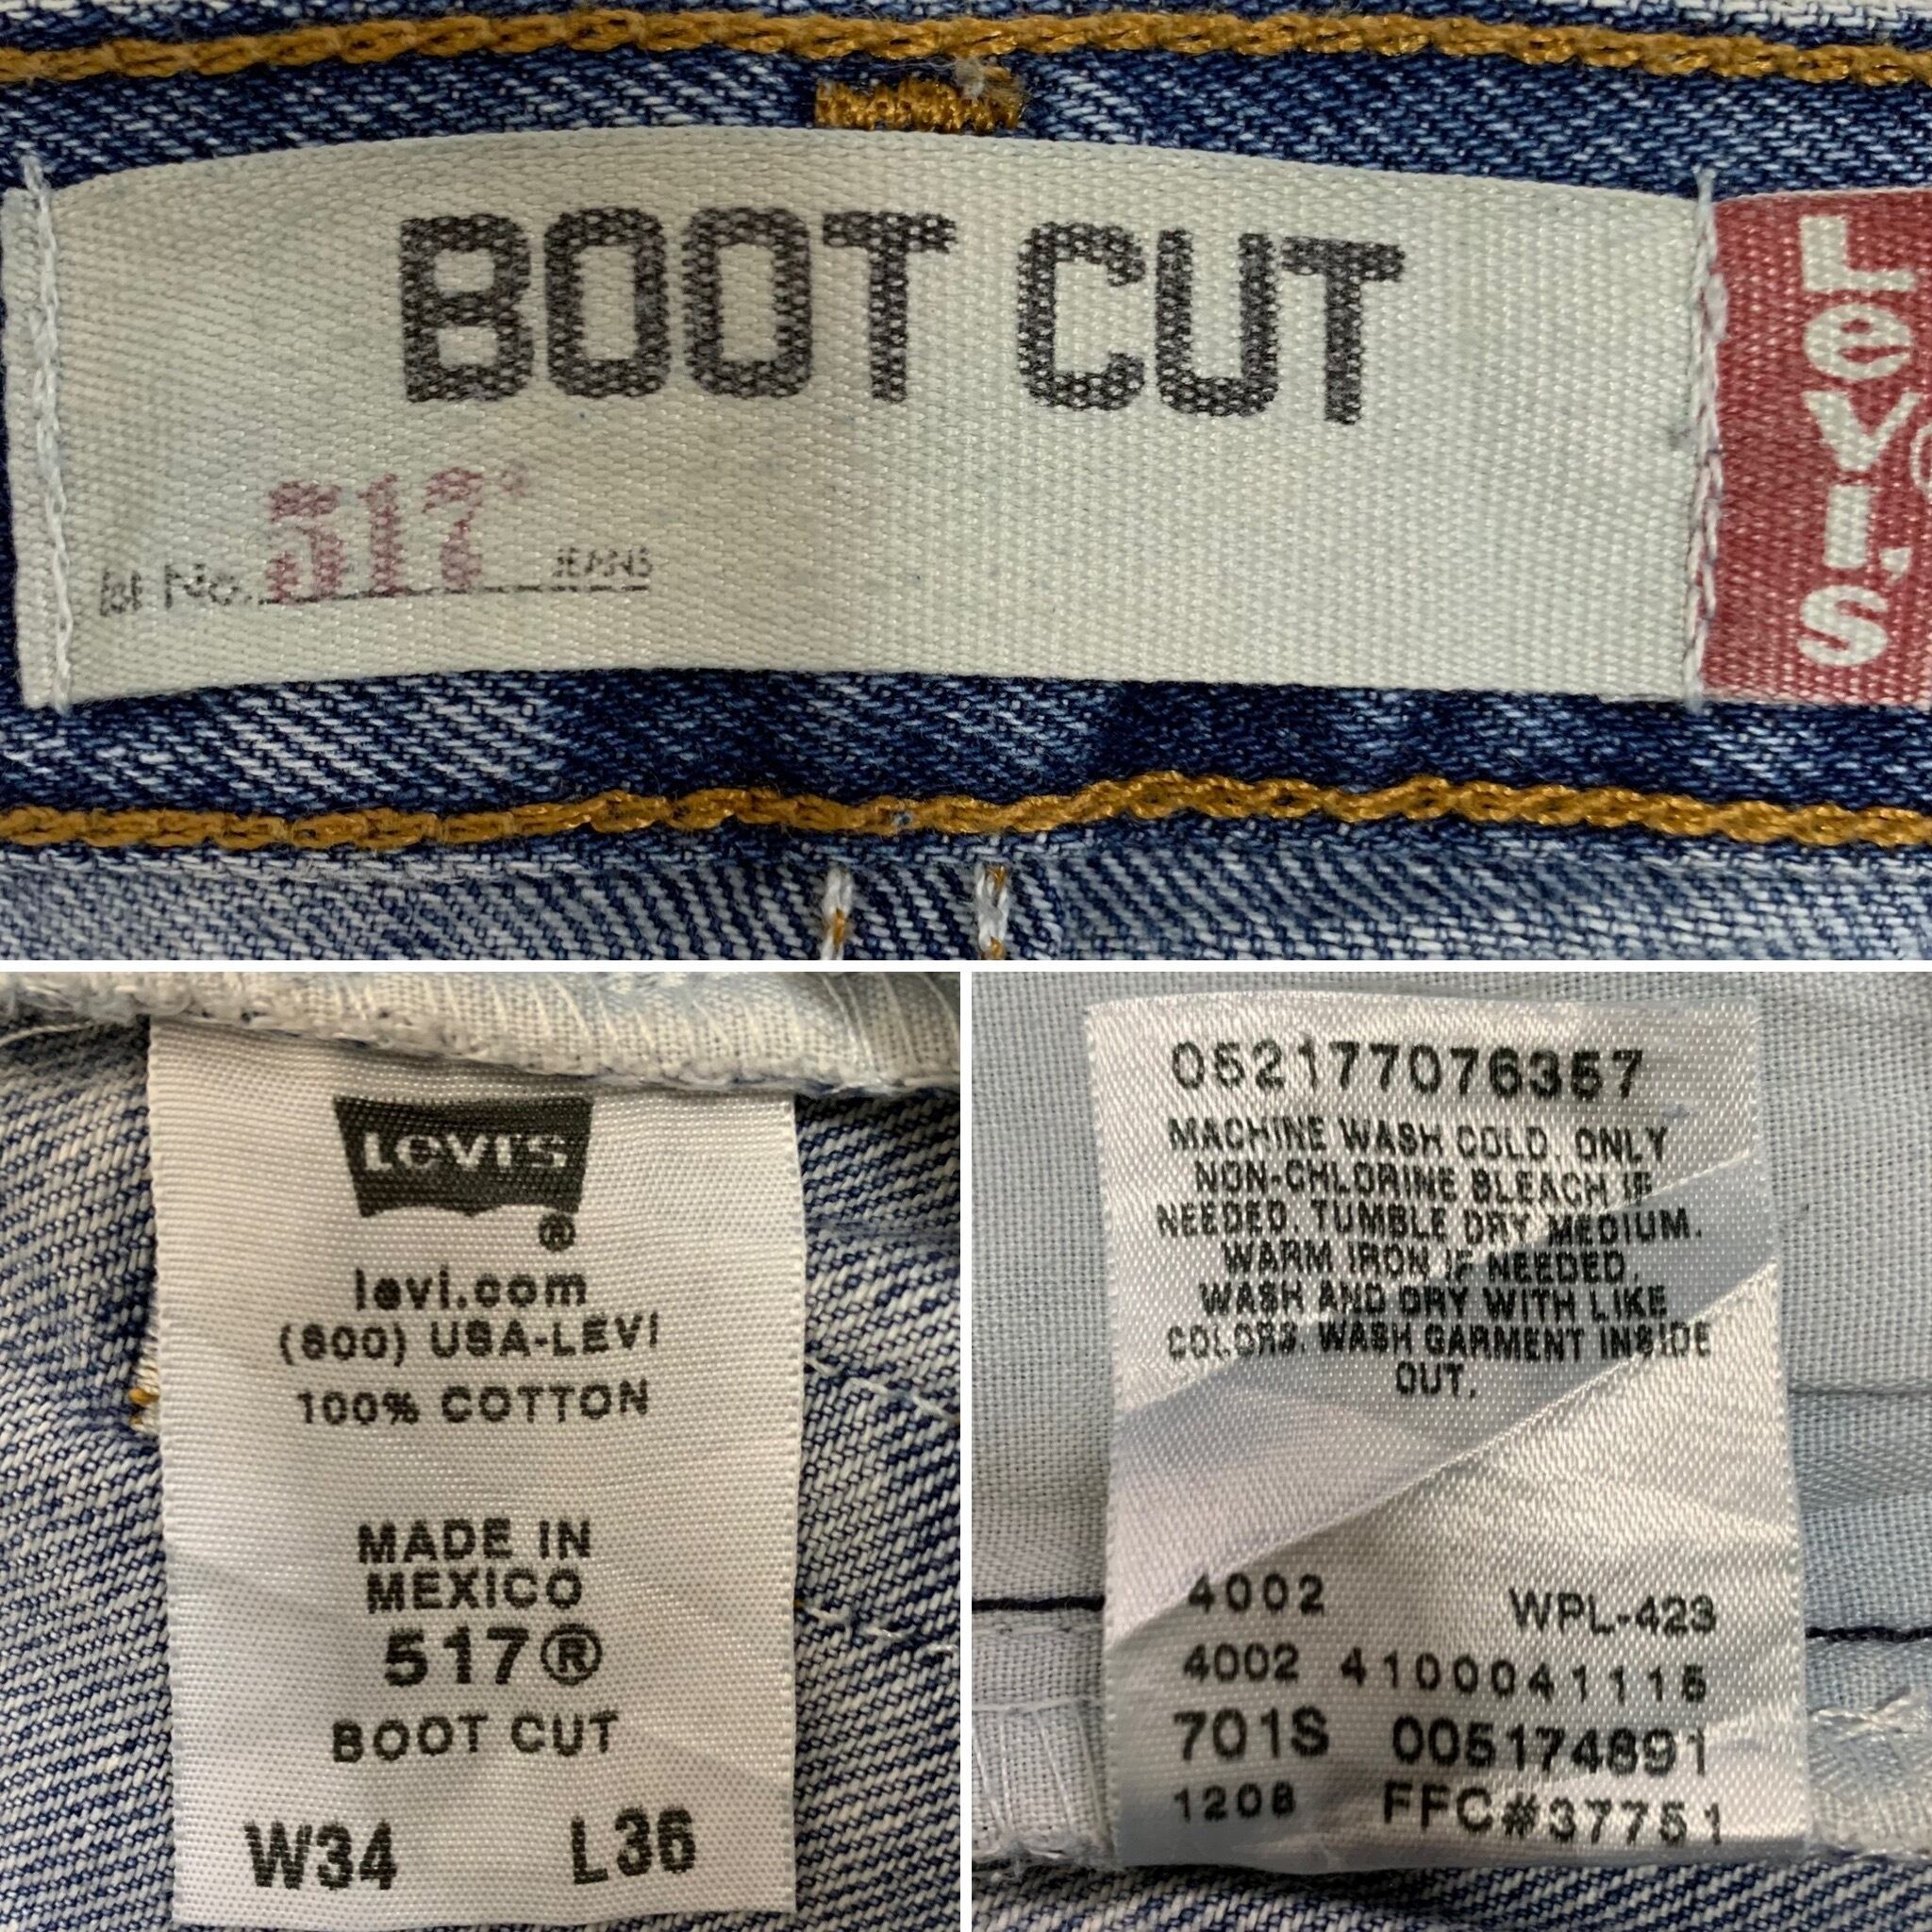 BOOT CUT
Lot No. 517® JEANS
Levi's®
LEVI'S
®
levi.com
(800) USA-LEVI
100% COTTON
MADE IN
MEXICO
517®
BOOT CUT
W34 L36
052177076357
MACHINE WASH COLD. ONLY
NON-CHLORINE BLEACH IF
NEEDED. TUMBLE DRY MEDIUM.
WARM IRON IF NEEDED.
WASH AND DRY WITH LIKE
COLORS. WASH GARMENT INSIDE
OUT.
4002 WPL-423
4002 4100041115
701S 005174891
1208 FFC#37751